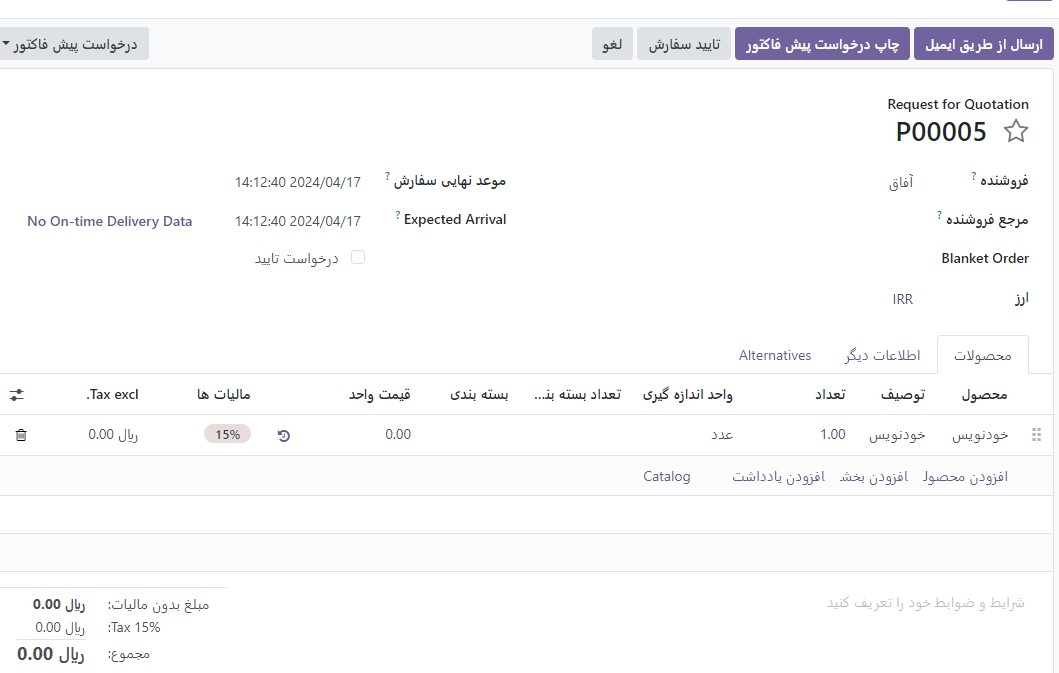 ارسال از طریق ایمیل
چاپ درخواست پیش فاکتور
تایید سفارش
لغو
درخواست پیش فاکتور
Request for Quotation
P00005
فروشنده ?
آفاق
موعد نهایی سفارش ?
2024/04/17 14:12:40
مرجع فروشنده ?
Expected Arrival ?
2024/04/17 14:12:40
No On-time Delivery Data
Blanket Order
درخواست تایید
ارز
IRR
محصولات
اطلاعات دیگر
Alternatives
محصول
توصیف
تعداد
واحد اندازه گیری
تعداد بسته بذ...
بسته بندی
قیمت واحد
مالیات ها
Tax excl.
خودنویس
خودنویس
1.00
عدد
0.00
15%
ریال 0.00
افزودن محصول
افزودن بخش
افزودن یادداشت
Catalog
شرایط و ضوابط خود را تعریف کنید
مبلغ بدون مالیات: ریال 0.00
Tax 15%: ریال 0.00
مجموع: ریال 0.00